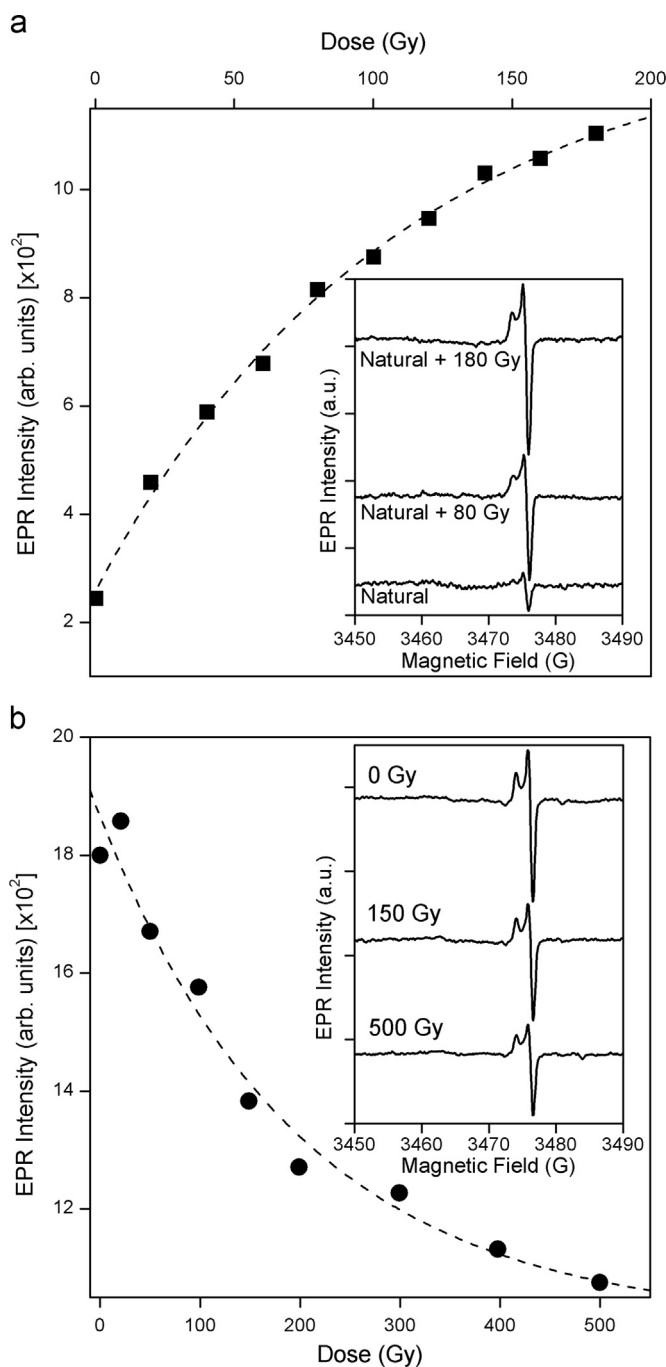 a
Dose (Gy)
0 50 100 150 200
EPR Intensity (arb. units) [x10²]
10
8
6
4
2
EPR Intensity (a.u.)
Natural + 180 Gy
Natural + 80 Gy
Natural
3450 3460 3470 3480 3490
Magnetic Field (G)
b
EPR Intensity (arb. units) [x10²]
20
18
16
14
12
EPR Intensity (a.u.)
0 Gy
150 Gy
500 Gy
3450 3460 3470 3480 3490
Magnetic Field (G)
0 100 200 300 400 500
Dose (Gy)